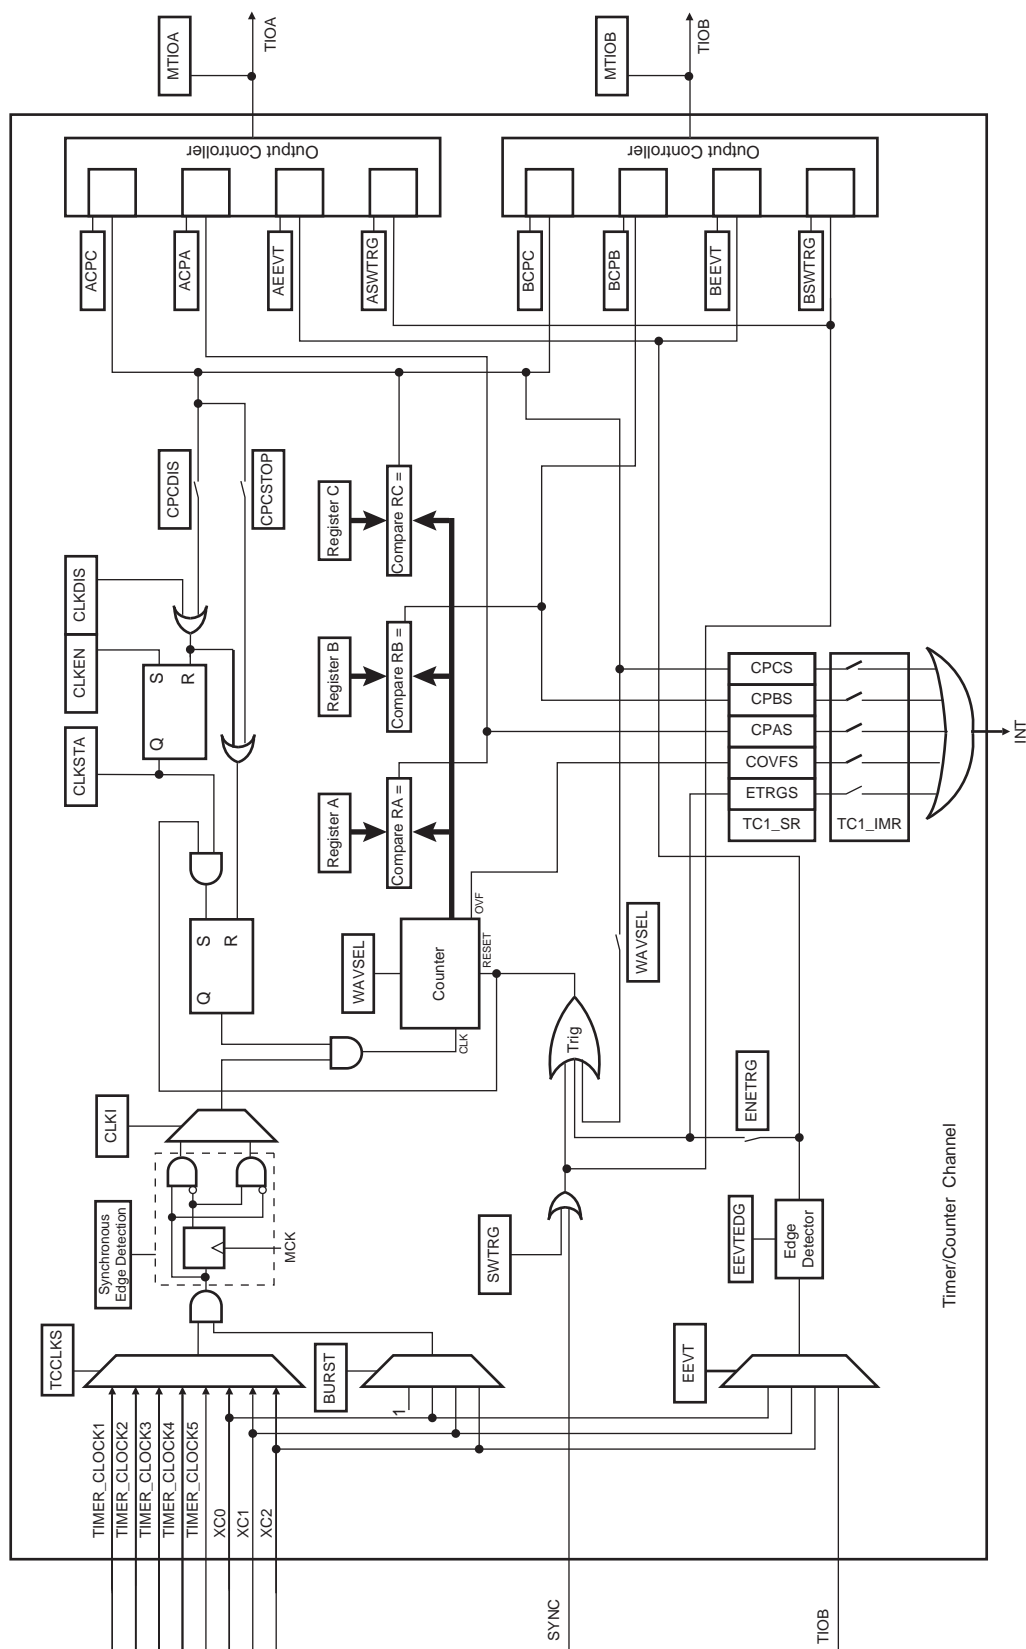 TIMER_CLOCK1
TIMER_CLOCK2
TIMER_CLOCK3
TIMER_CLOCK4
TIMER_CLOCK5
XC0
XC1
XC2
TCCLKS
Synchronous
Edge Detection
MCK
CLKI
BURST
1
SYNC
SWTRG
TIOB
EEVT
EEVTEDG
Edge
Detector
ENETRG
Trig
WAVSEL
WAVSEL
Counter
CLK
RESET
OVF
Q
S
R
CLKSTA
CLKEN
CLKDIS
Q
S
R
CPCDIS
CPCSTOP
Register A
Register B
Register C
Compare RA =
Compare RB =
Compare RC =
CPCS
CPBS
CPAS
COVFS
ETRGS
TC1_SR
TC1_IMR
INT
ACPC
ACPA
AEEVT
ASWTRG
Output Controller
MTIOA
TIOA
BCPC
BCPB
BEEVT
BSWTRG
Output Controller
MTIOB
TIOB
Timer/Counter Channel